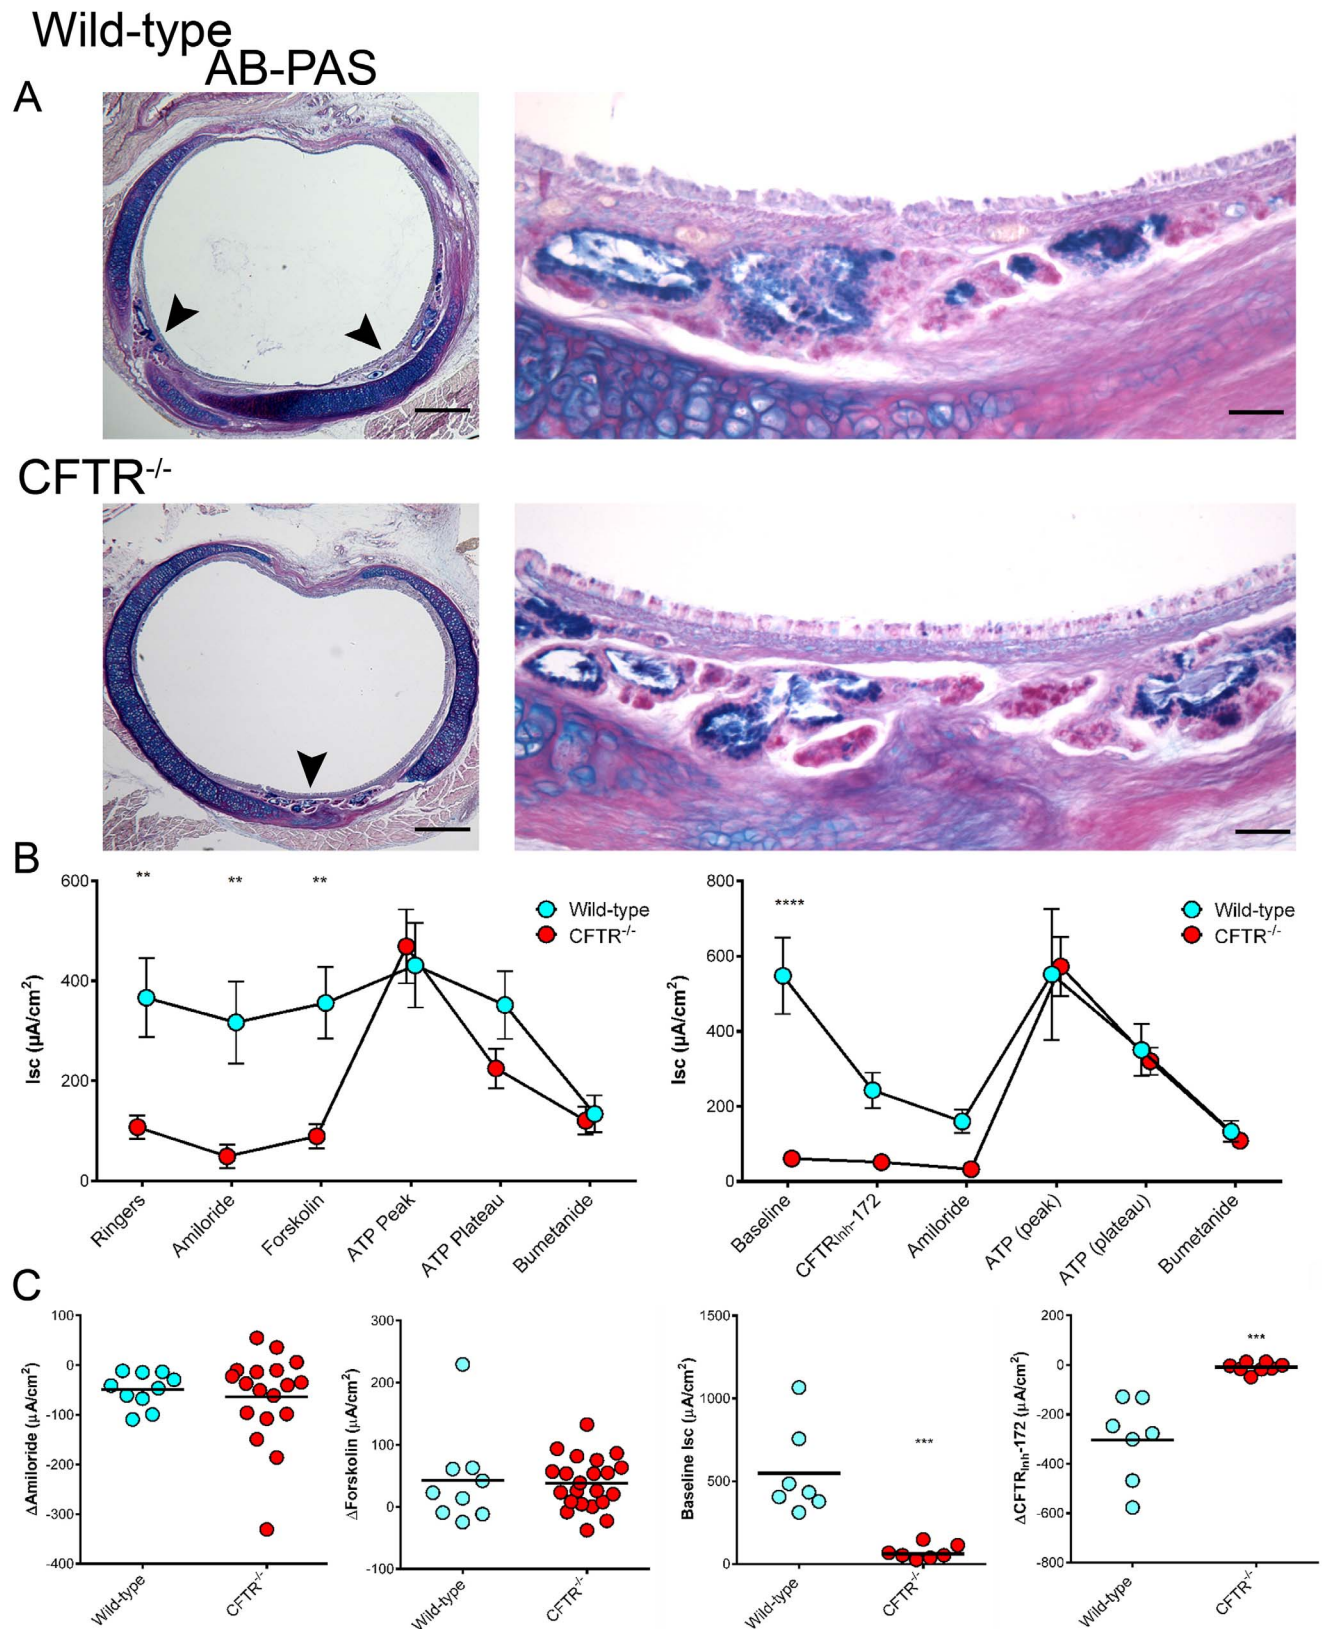 Wild-type
AB-PAS
A
CFTR-/-
B
600
400
200
0
Isc (µA/cm2)
** ** **
Wild-type
CFTR-/-
Ringers
Amiloride
Forskolin
ATP Peak
ATP Plateau
Bumetanide
800
600
400
200
0
Isc (µA/cm2)
****
Wild-type
CFTR-/-
Baseline
CFTRInh-172
Amiloride
ATP (peak)
ATP (plateau)
Bumetanide
C
100
0
-100
-200
-300
-400
ΔAmiloride (µA/cm2)
Wild-type
CFTR-/-
300
200
100
0
-100
ΔForskolin (µA/cm2)
Wild-type
CFTR-/-
1500
1000
500
0
Baseline Isc (µA/cm2)
***
Wild-type
CFTR-/-
200
0
-200
-400
-600
-800
ΔCFTRInh-172 (µA/cm2)
***
Wild-type
CFTR-/-